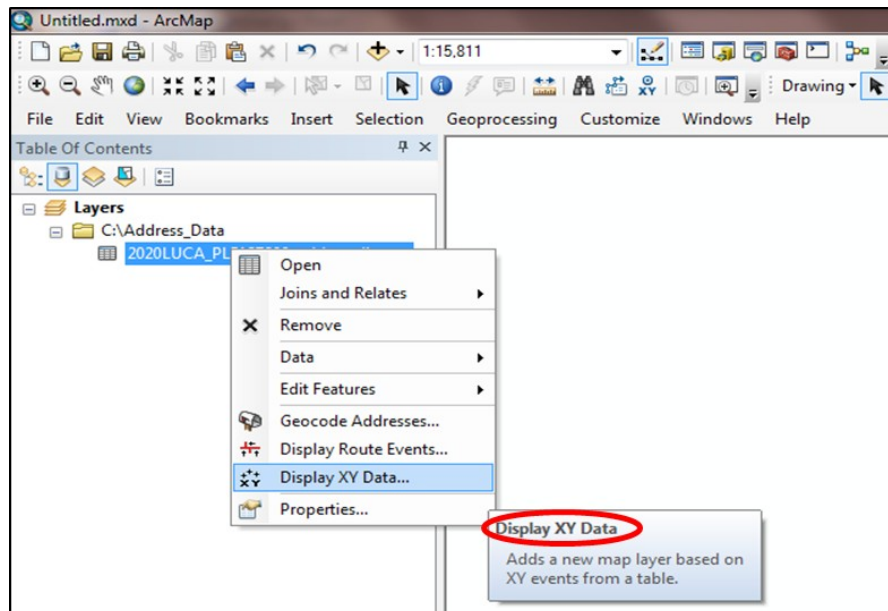 Untitled.mxd - ArcMap
1:15,811
Drawing
File Edit View Bookmarks Insert Selection Geoprocessing Customize Windows Help
Table Of Contents
Layers
C:\Address_Data
Open
Joins and Relates
Remove
Data
Edit Features
Geocode Addresses...
Display Route Events...
Display XY Data...
Properties...
Display XY Data
Adds a new map layer based on
XY events from a table.